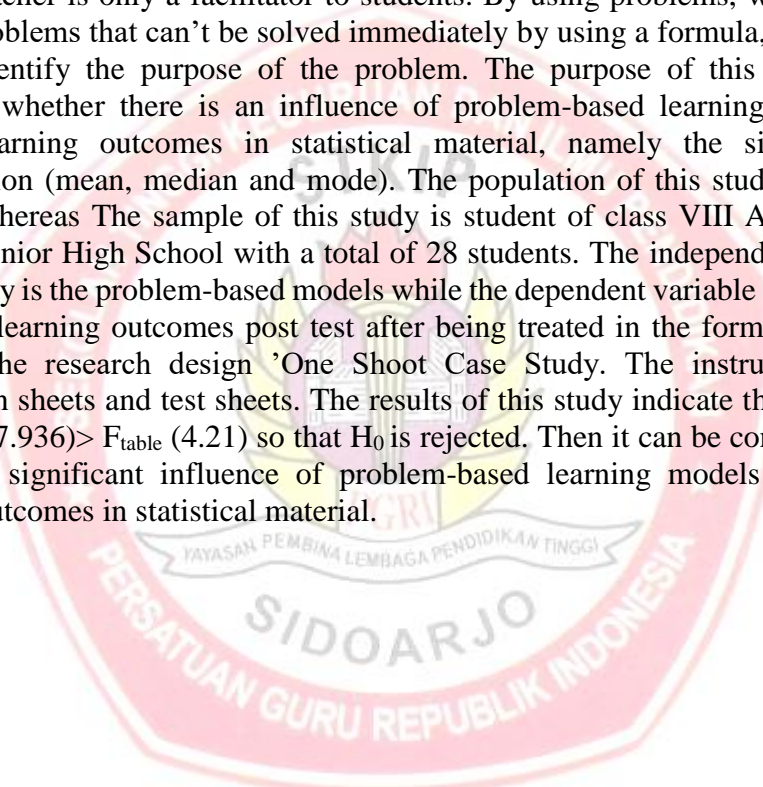 cher is only a facilitator to students. By using problems, w
oblems that can't be solved immediately by using a formula,
entify the purpose of the problem. The purpose of this
whether there is an influence of problem-based learning
arning outcomes in statistical material, namely the si
ion (mean, median and mode). The population of this stud
hereas The sample of this study is student of class VIII A
nior High School with a total of 28 students. The independ
y is the problem-based models while the dependent variable
learning outcomes post test after being treated in the form
he research design 'One Shoot Case Study. The instru
n sheets and test sheets. The results of this study indicate th
7.936)> Ftable (4.21) so that H0 is rejected. Then it can be con
significant influence of problem-based learning models
utcomes in statistical material.
STKIP
PGRI
YAYASAN PEMBINA LEMBAGA PENDIDIKAN TINGGI
SIDOARJO
PERSATUAN GURU REPUBLIK INDONESIA